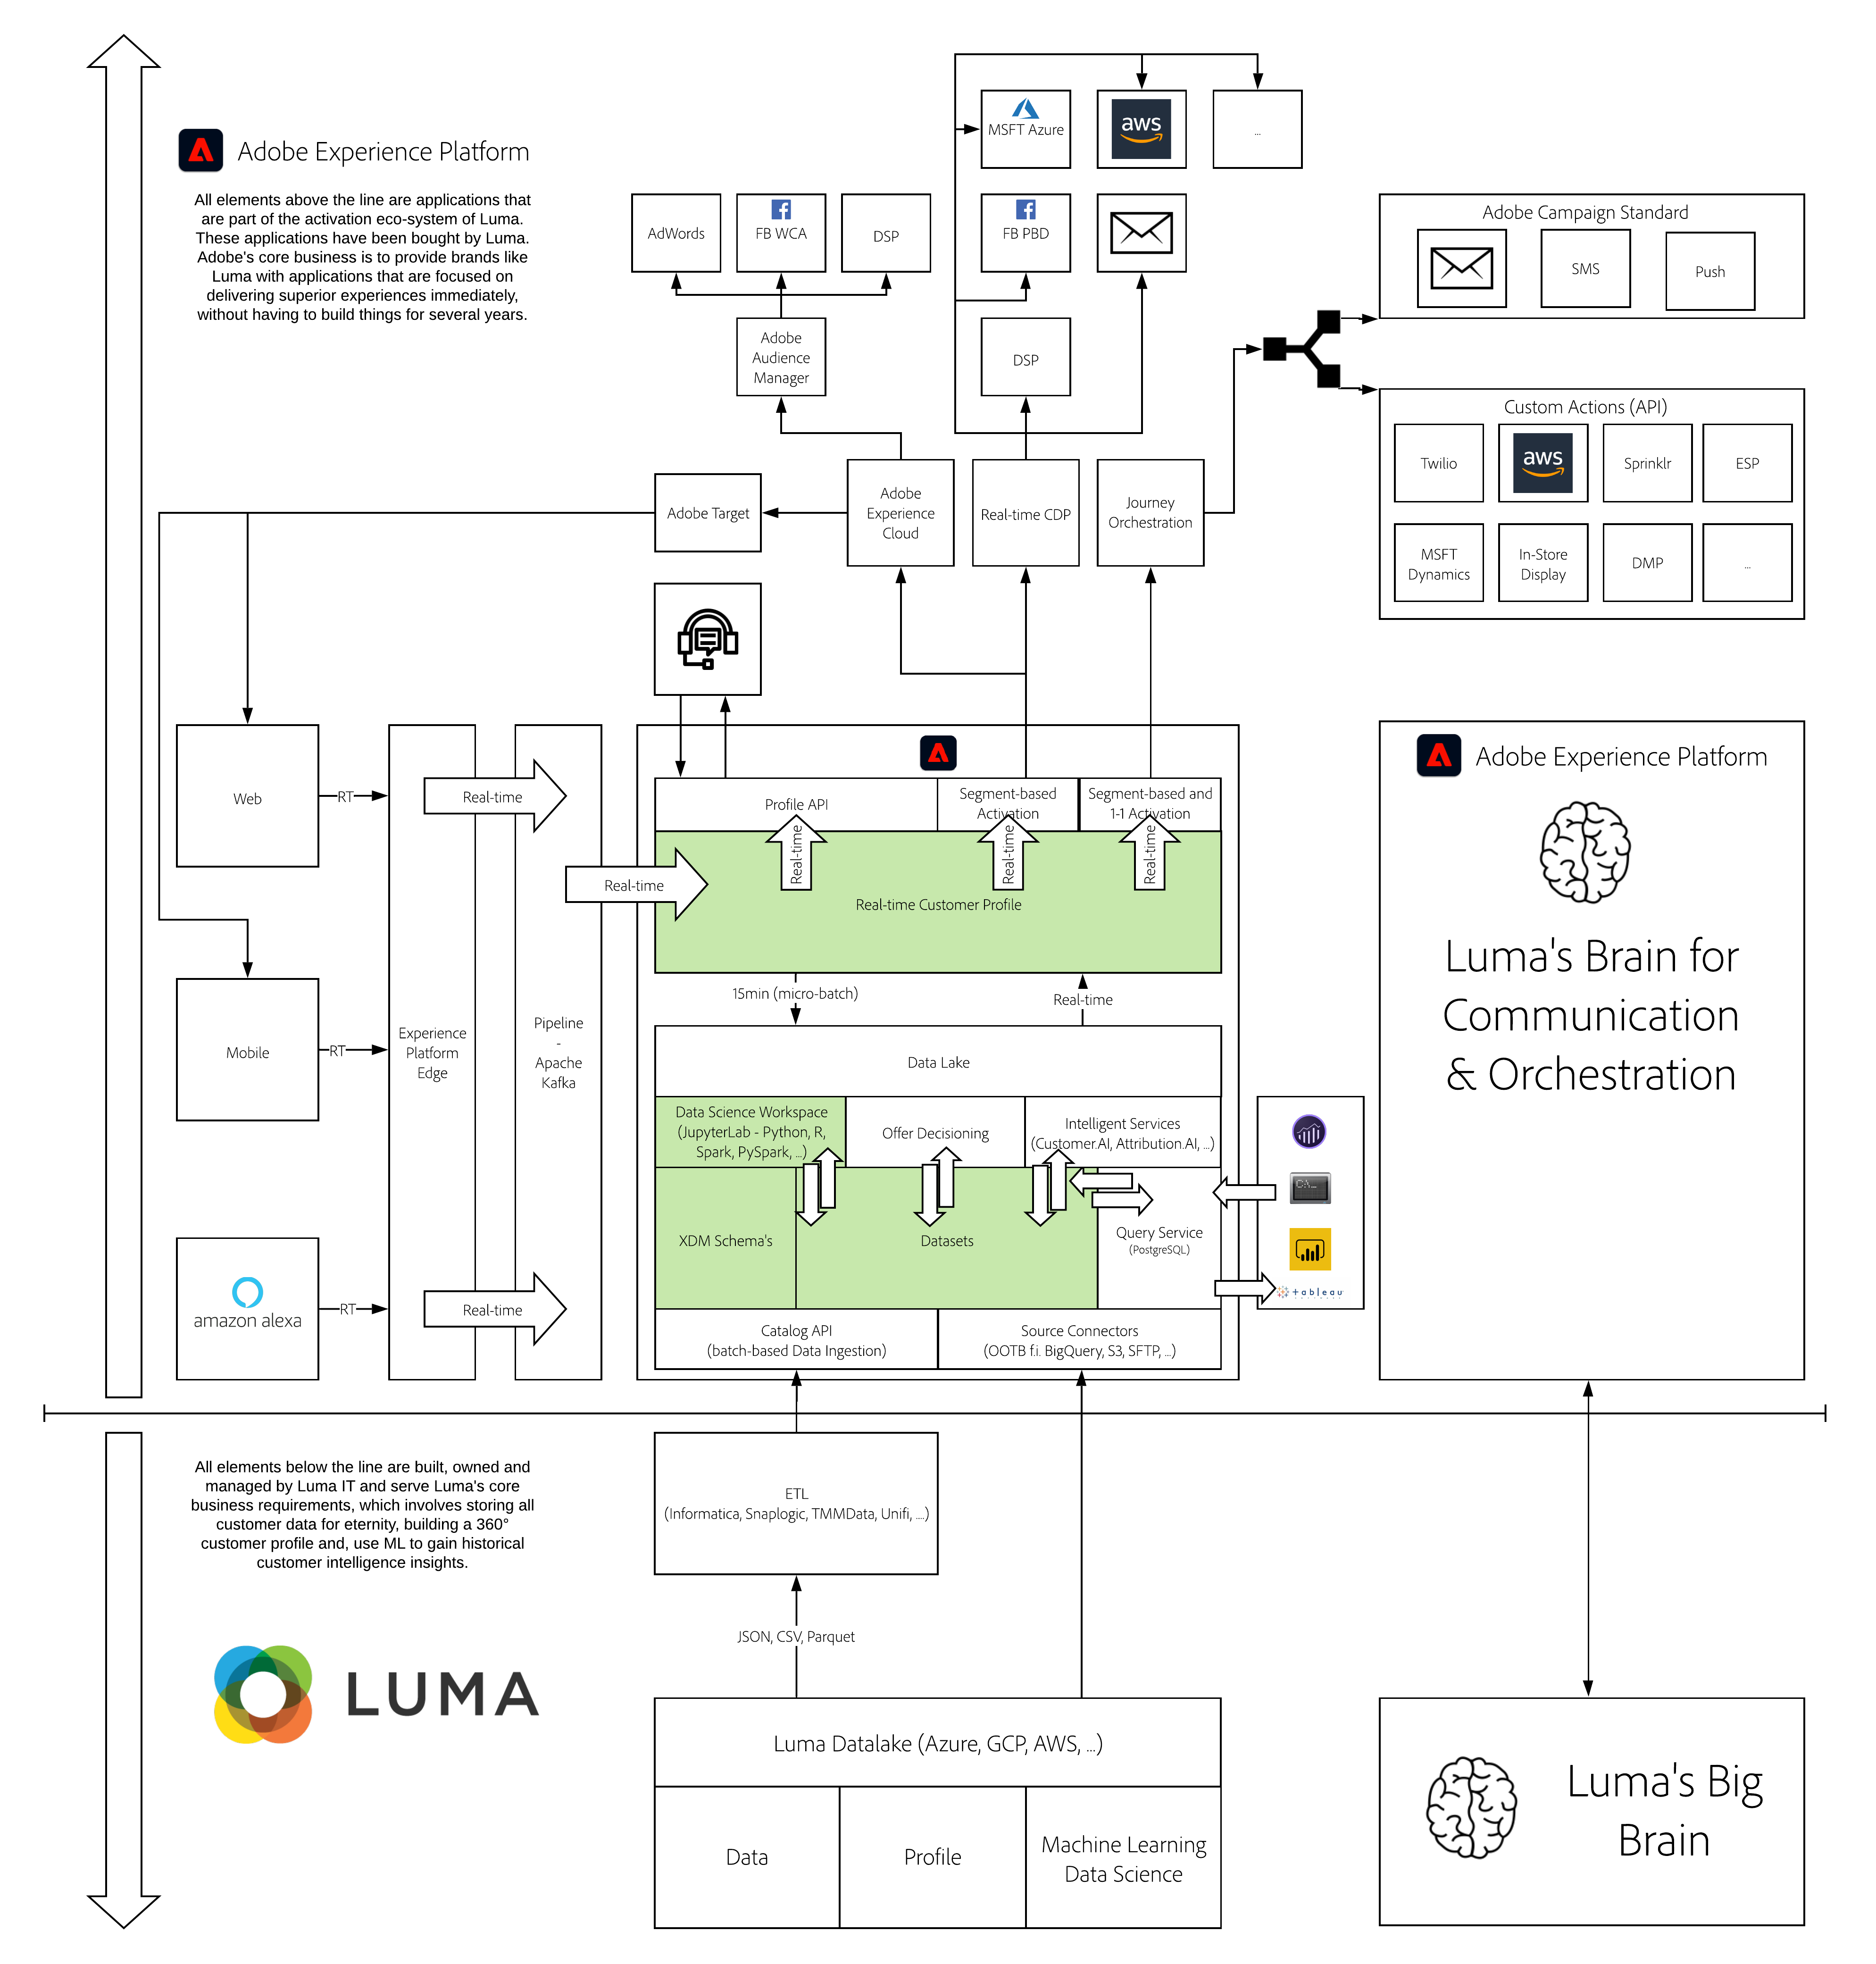 Adobe Experience Platform
All elements above the line are applications that
are part of the activation eco-system of Luma.
These applications have been bought by Luma.
Adobe's core business is to provide brands like
Luma with applications that are focused on
delivering superior experiences immediately,
without having to build things for several years.
MSFT Azure
aws
...
AdWords
FB WCA
DSP
FB PBD
Adobe
Audience
Manager
DSP
Adobe Campaign Standard
SMS
Push
Custom Actions (API)
Twilio
aws
Sprinklr
ESP
MSFT
Dynamics
In-Store
Display
DMP
...
Adobe Target
Adobe
Experience
Cloud
Real-time CDP
Journey
Orchestration
Web
RT
Mobile
RT
amazon alexa
RT
Experience
Platform
Edge
Pipeline
-
Apache
Kafka
Real-time
Real-time
Real-time
Profile API
Segment-based
Activation
Segment-based and
1-1 Activation
Real-time
Real-time
Real-time
Real-time Customer Profile
15min (micro-batch)
Real-time
Data Lake
Data Science Workspace
(JupyterLab - Python, R,
Spark, PySpark, ...)
Offer Decisioning
Intelligent Services
(Customer.AI, Attribution.AI, ...)
XDM Schema's
Datasets
Query Service
(PostgreSQL)
Catalog API
(batch-based Data Ingestion)
Source Connectors
(OOTB f.i. BigQuery, S3, SFTP, ...)
+ a b l e a u
Adobe Experience Platform
Luma's Brain for
Communication
& Orchestration
All elements below the line are built, owned and
managed by Luma IT and serve Luma's core
business requirements, which involves storing all
customer data for eternity, building a 360°
customer profile and, use ML to gain historical
customer intelligence insights.
LUMA
ETL
(Informatica, Snaplogic, TMMData, Unifi, ....)
JSON, CSV, Parquet
Luma Datalake (Azure, GCP, AWS, ...)
Data
Profile
Machine Learning
Data Science
Luma's Big
Brain